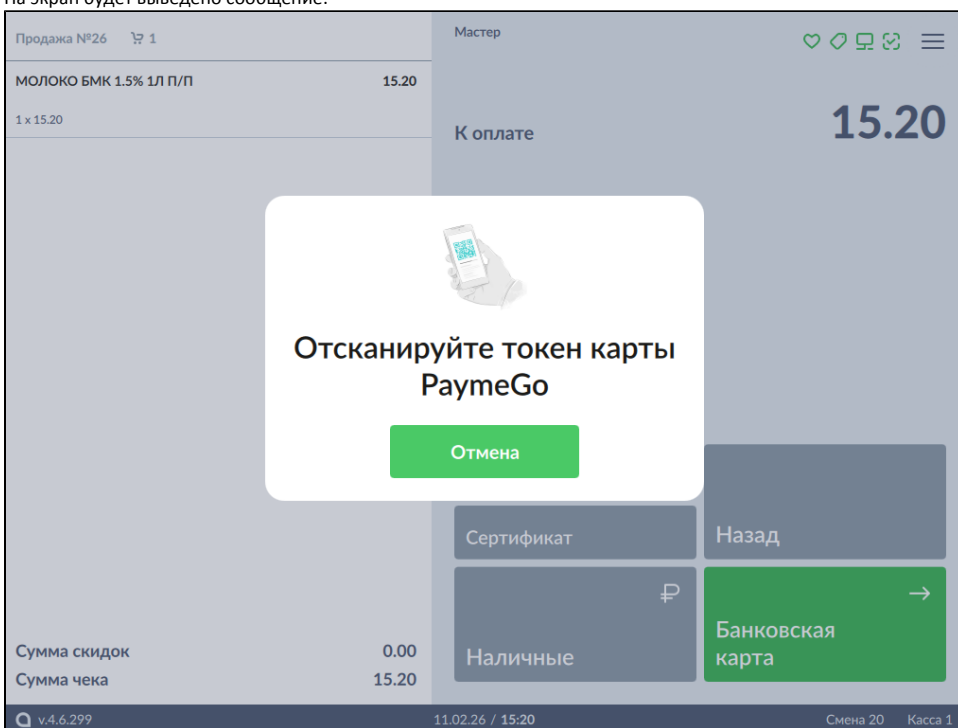 На экран будет выведено сообщение:
Продажа №26 1
Мастер
МОЛОКО БМК 1.5% 1Л П/П 15.20
1 x 15.20
К оплате 15.20
Отсканируйте токен карты
PaymeGo
Отмена
Сертификат
Назад
₽
Наличные
Банковская
карта
Сумма скидок 0.00
Сумма чека 15.20
v.4.6.299 11.02.26 / 15:20 Смена 20 Касса 1